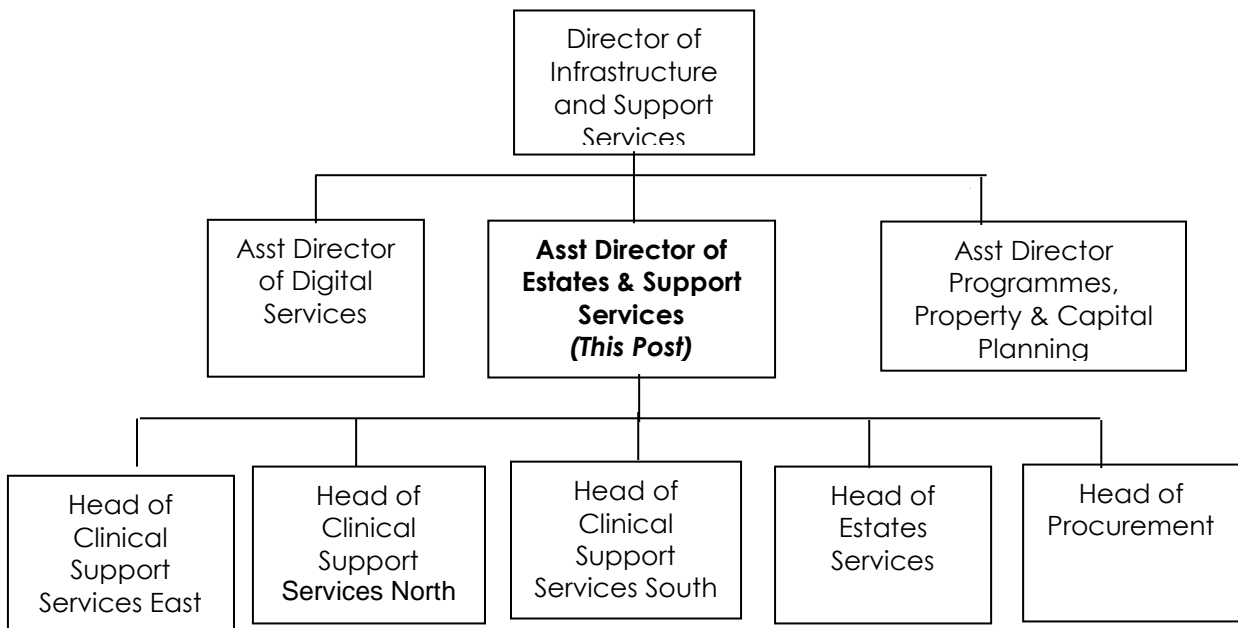 Director of
Infrastructure
and Support
Services
Asst Director
of Digital
Services
Asst Director of
Estates & Support
Services
(This Post)
Asst Director
Programmes,
Property & Capital
Planning
Head of
Clinical
Support
Services East
Head of
Clinical
Support
Services North
Head of
Clinical
Support
Services South
Head of
Estates
Services
Head of
Procurement